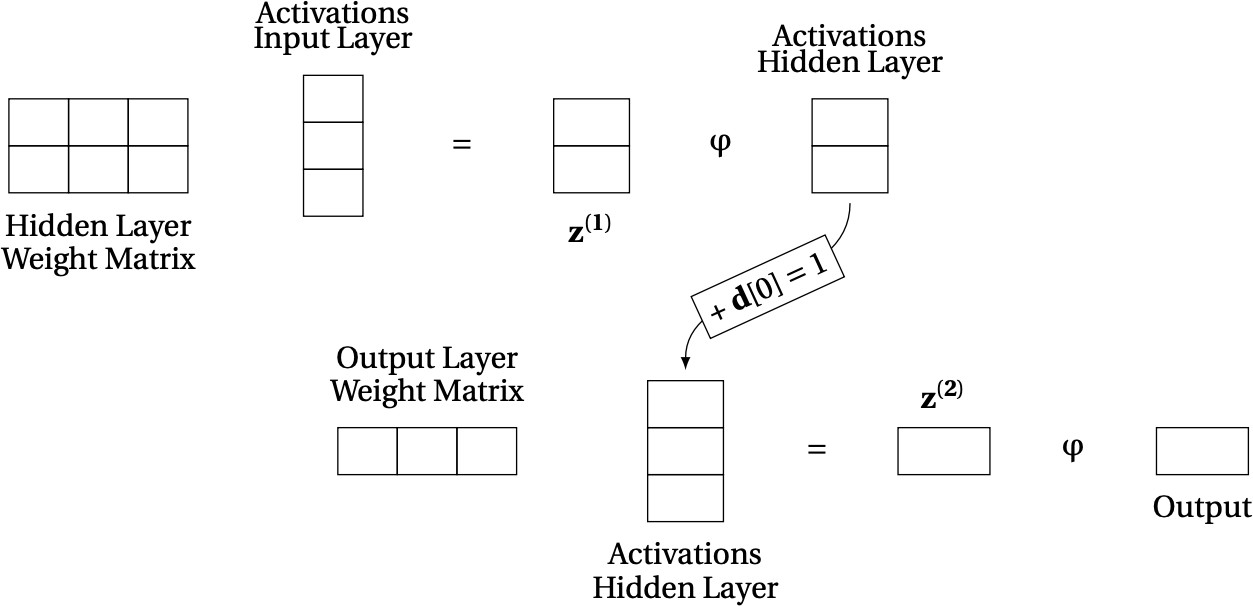 Activations
Input Layer
Activations
Hidden Layer
=
φ
Hidden Layer
Weight Matrix
z⁽¹⁾
+ d[0] = 1
Output Layer
Weight Matrix
z⁽²⁾
=
φ
Output
Activations
Hidden Layer